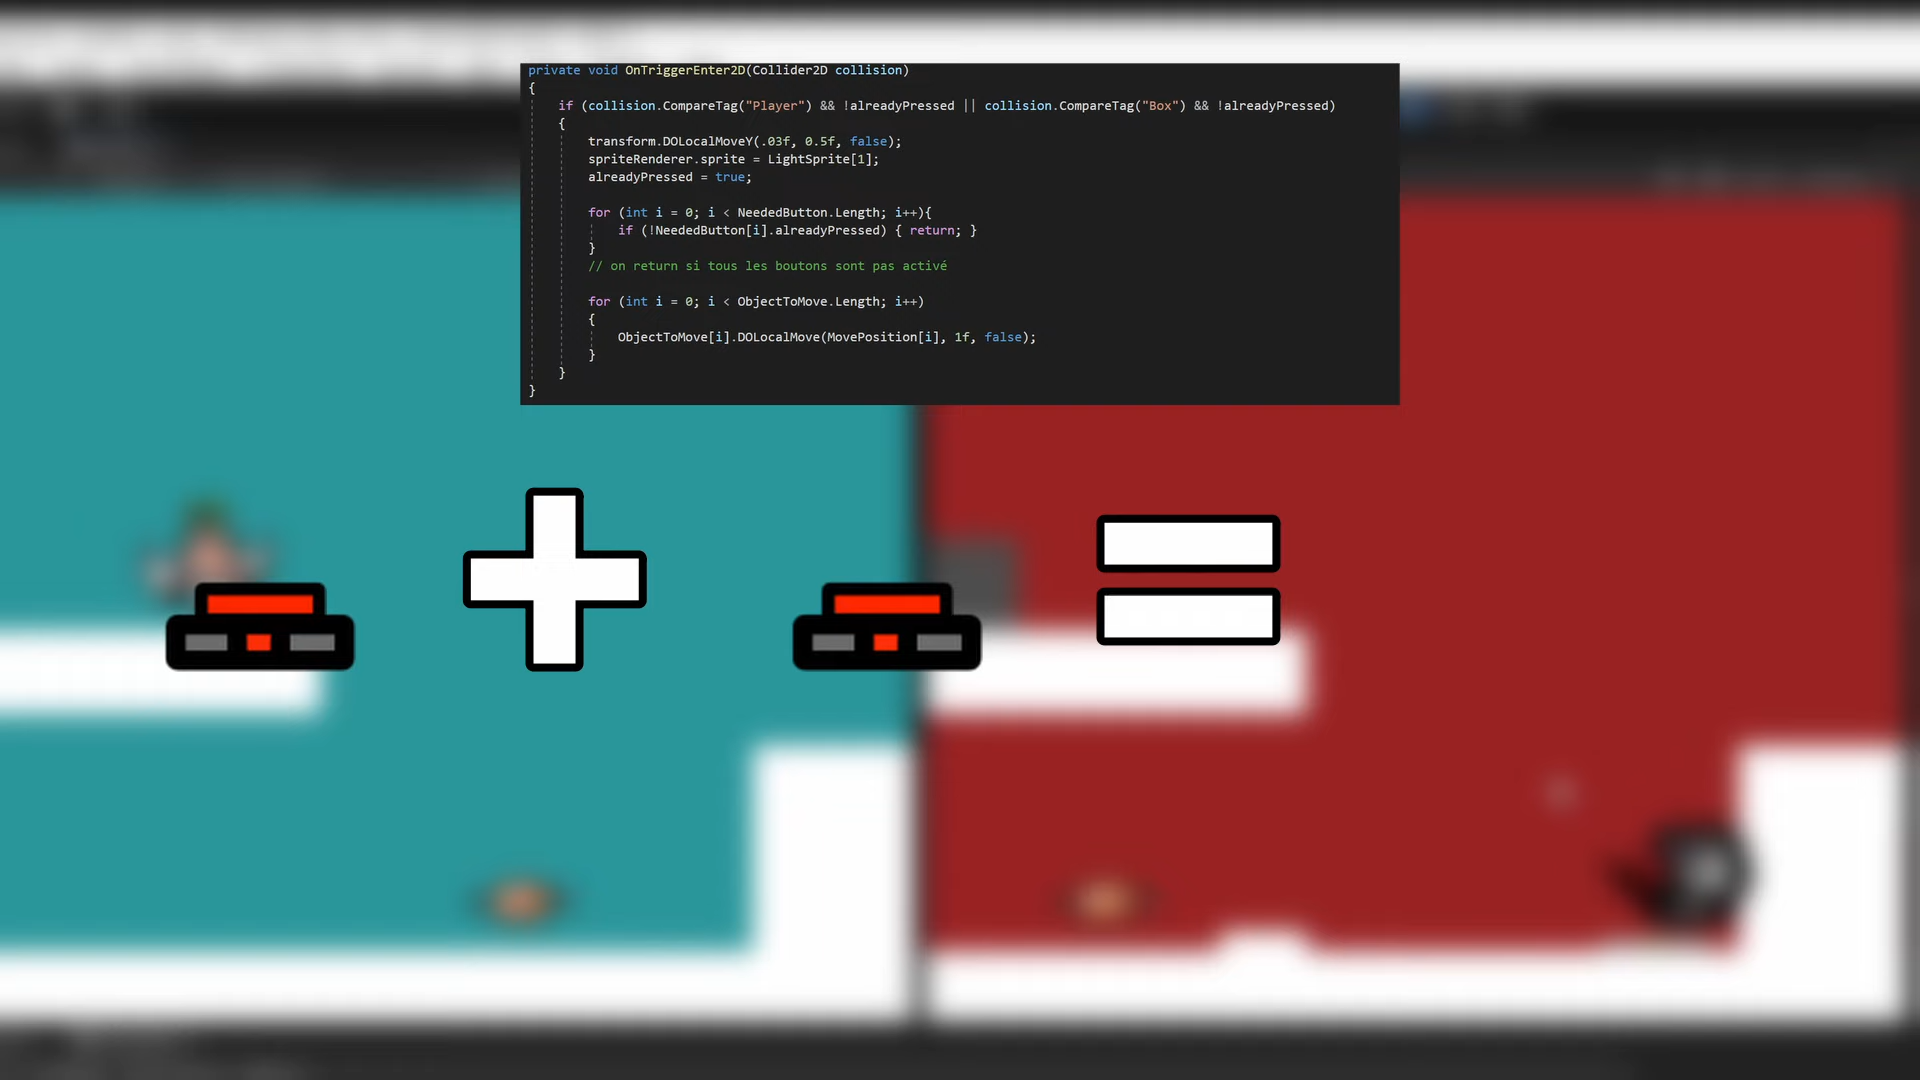 private void OnTriggerEnter2D(Collider2D collision)
{
if (collision.CompareTag("Player") && !alreadyPressed || collision.CompareTag("Box") && !alreadyPressed)
{
transform.DOLocalMoveY(.03f, 0.5f, false);
spriteRenderer.sprite = LightSprite[1];
alreadyPressed = true;
for (int i = 0; i < NeededButton.Length; i++){
if (!NeededButton[i].alreadyPressed) { return; }
}
// on return si tous les boutons sont pas activé
for (int i = 0; i < ObjectToMove.Length; i++)
{
ObjectToMove[i].DOLocalMove(MovePosition[i], 1f, false);
}
}
}